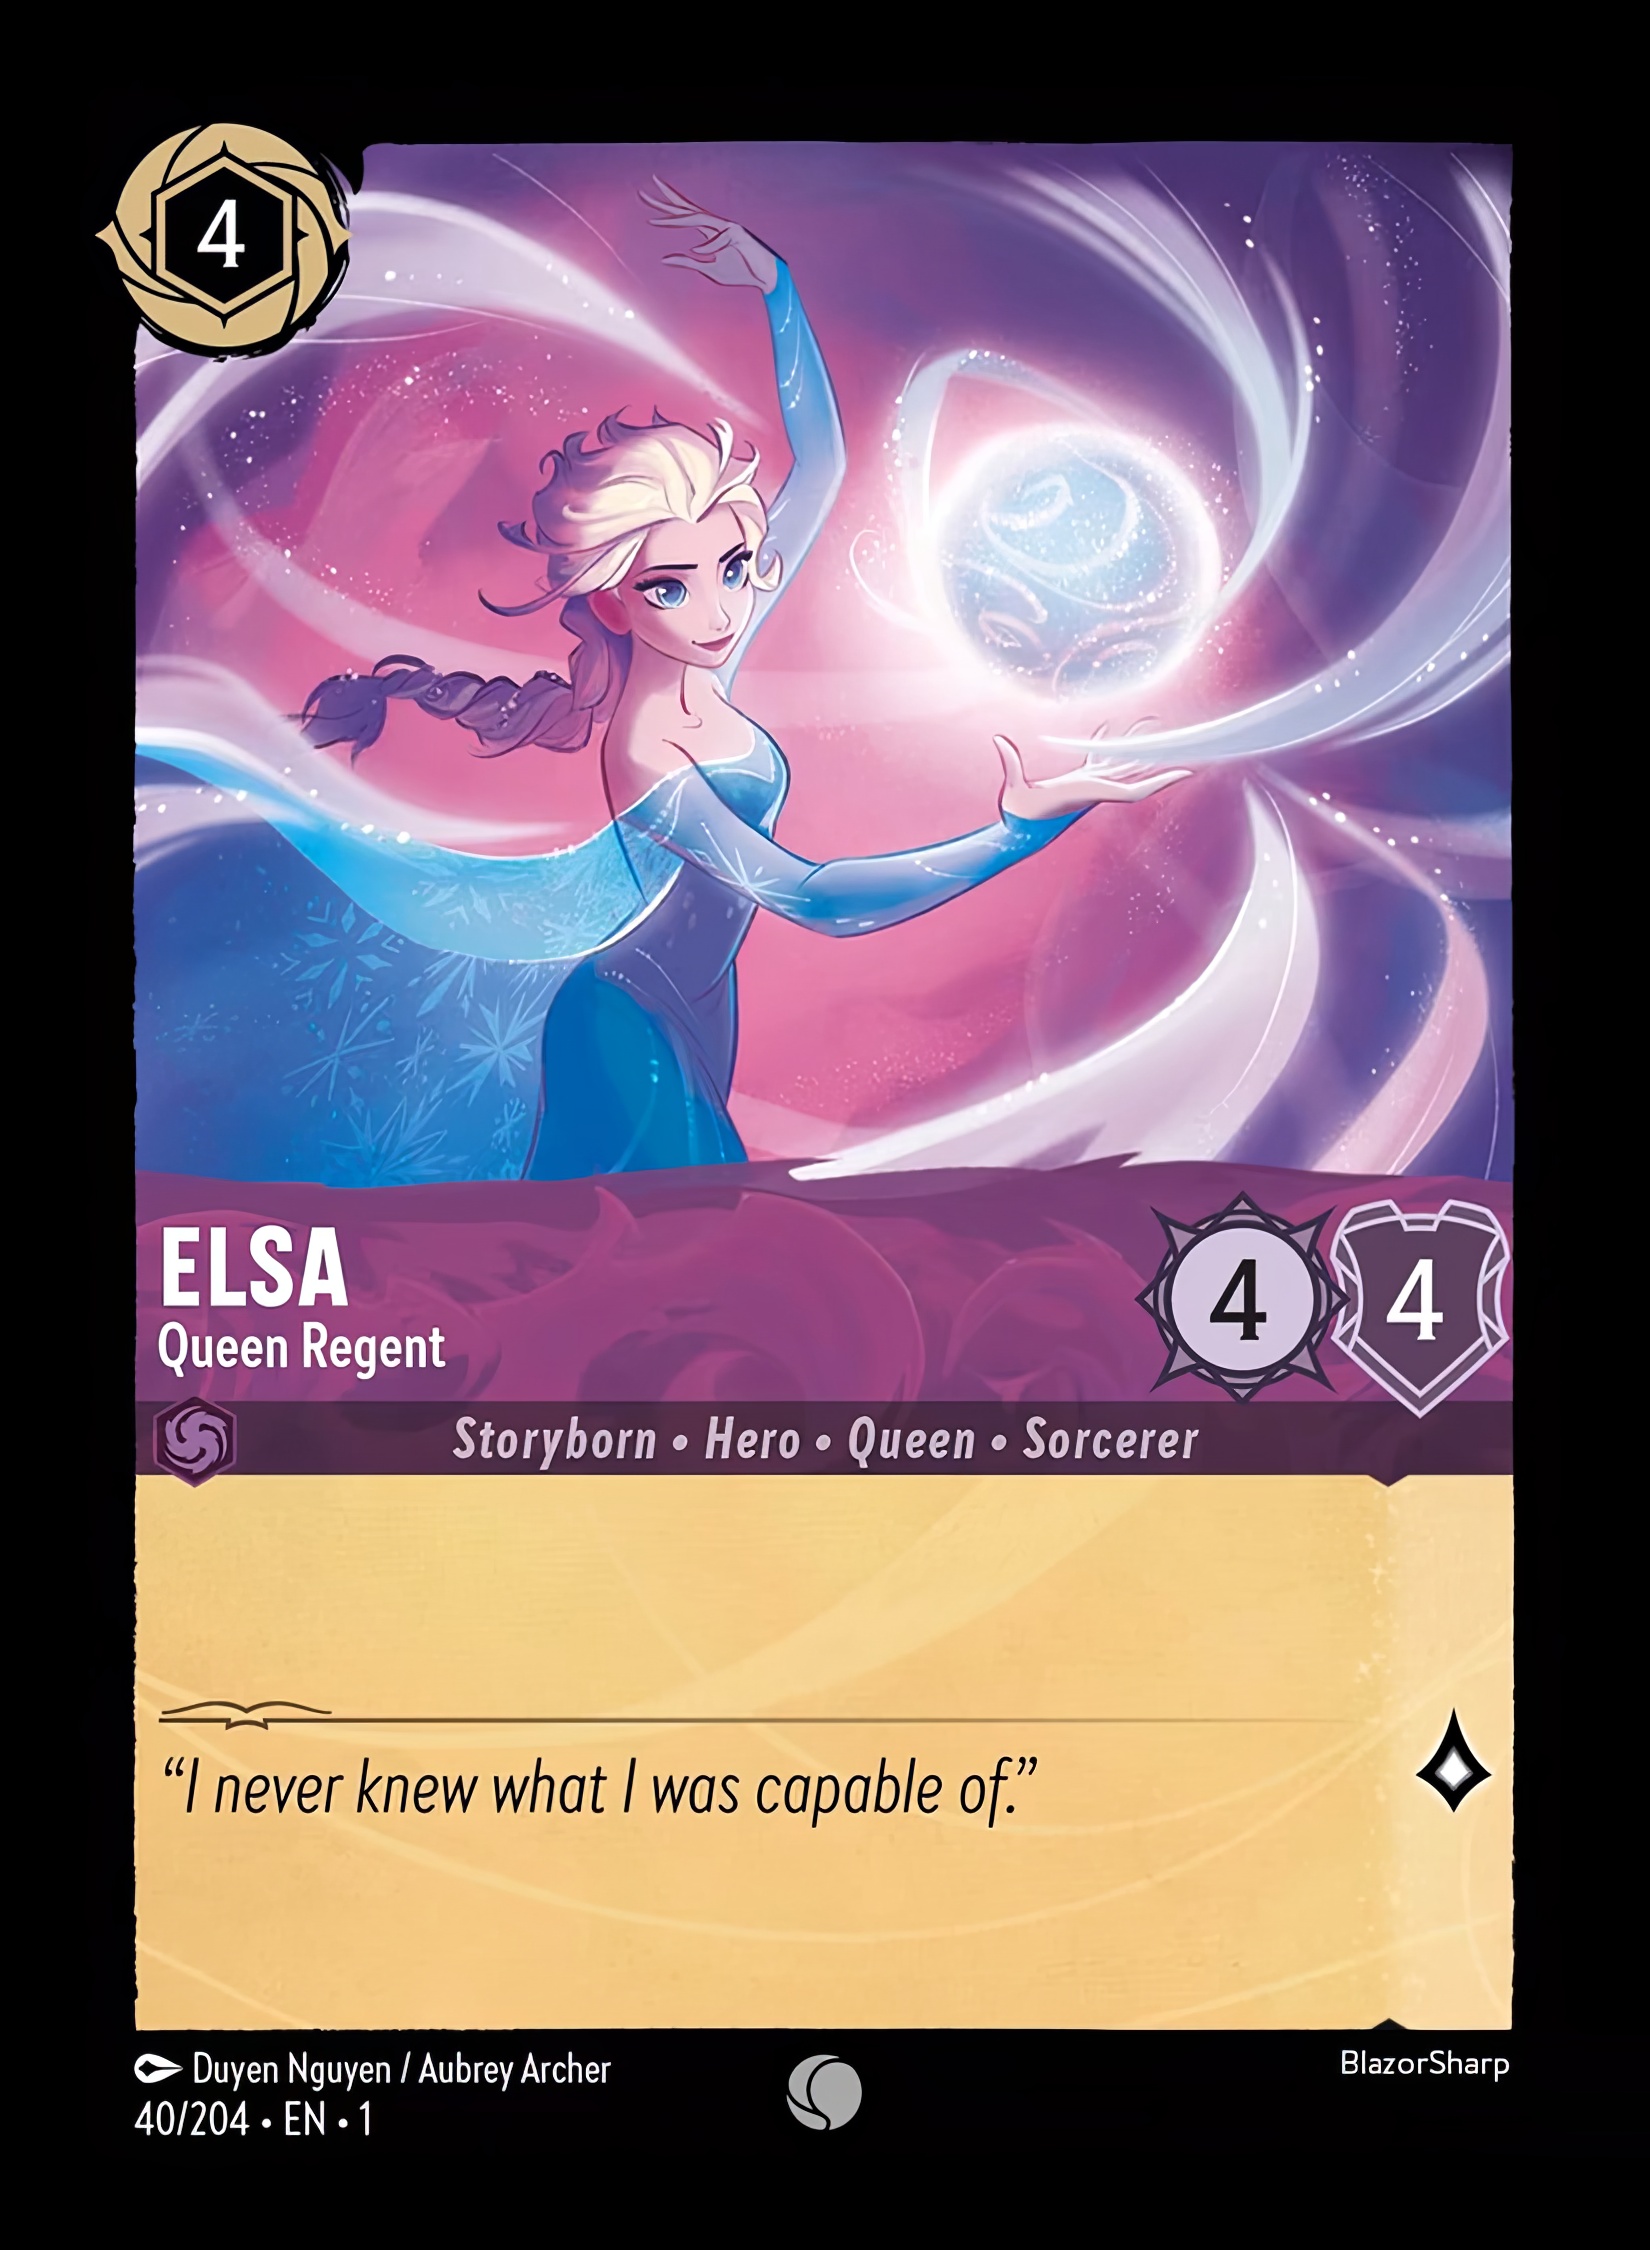 4
ELSA
Queen Regent
4 4
Storyborn • Hero • Queen • Sorcerer
“I never knew what I was capable of.”
Duyen Nguyen / Aubrey Archer
BlazorSharp
40/204 • EN • 1